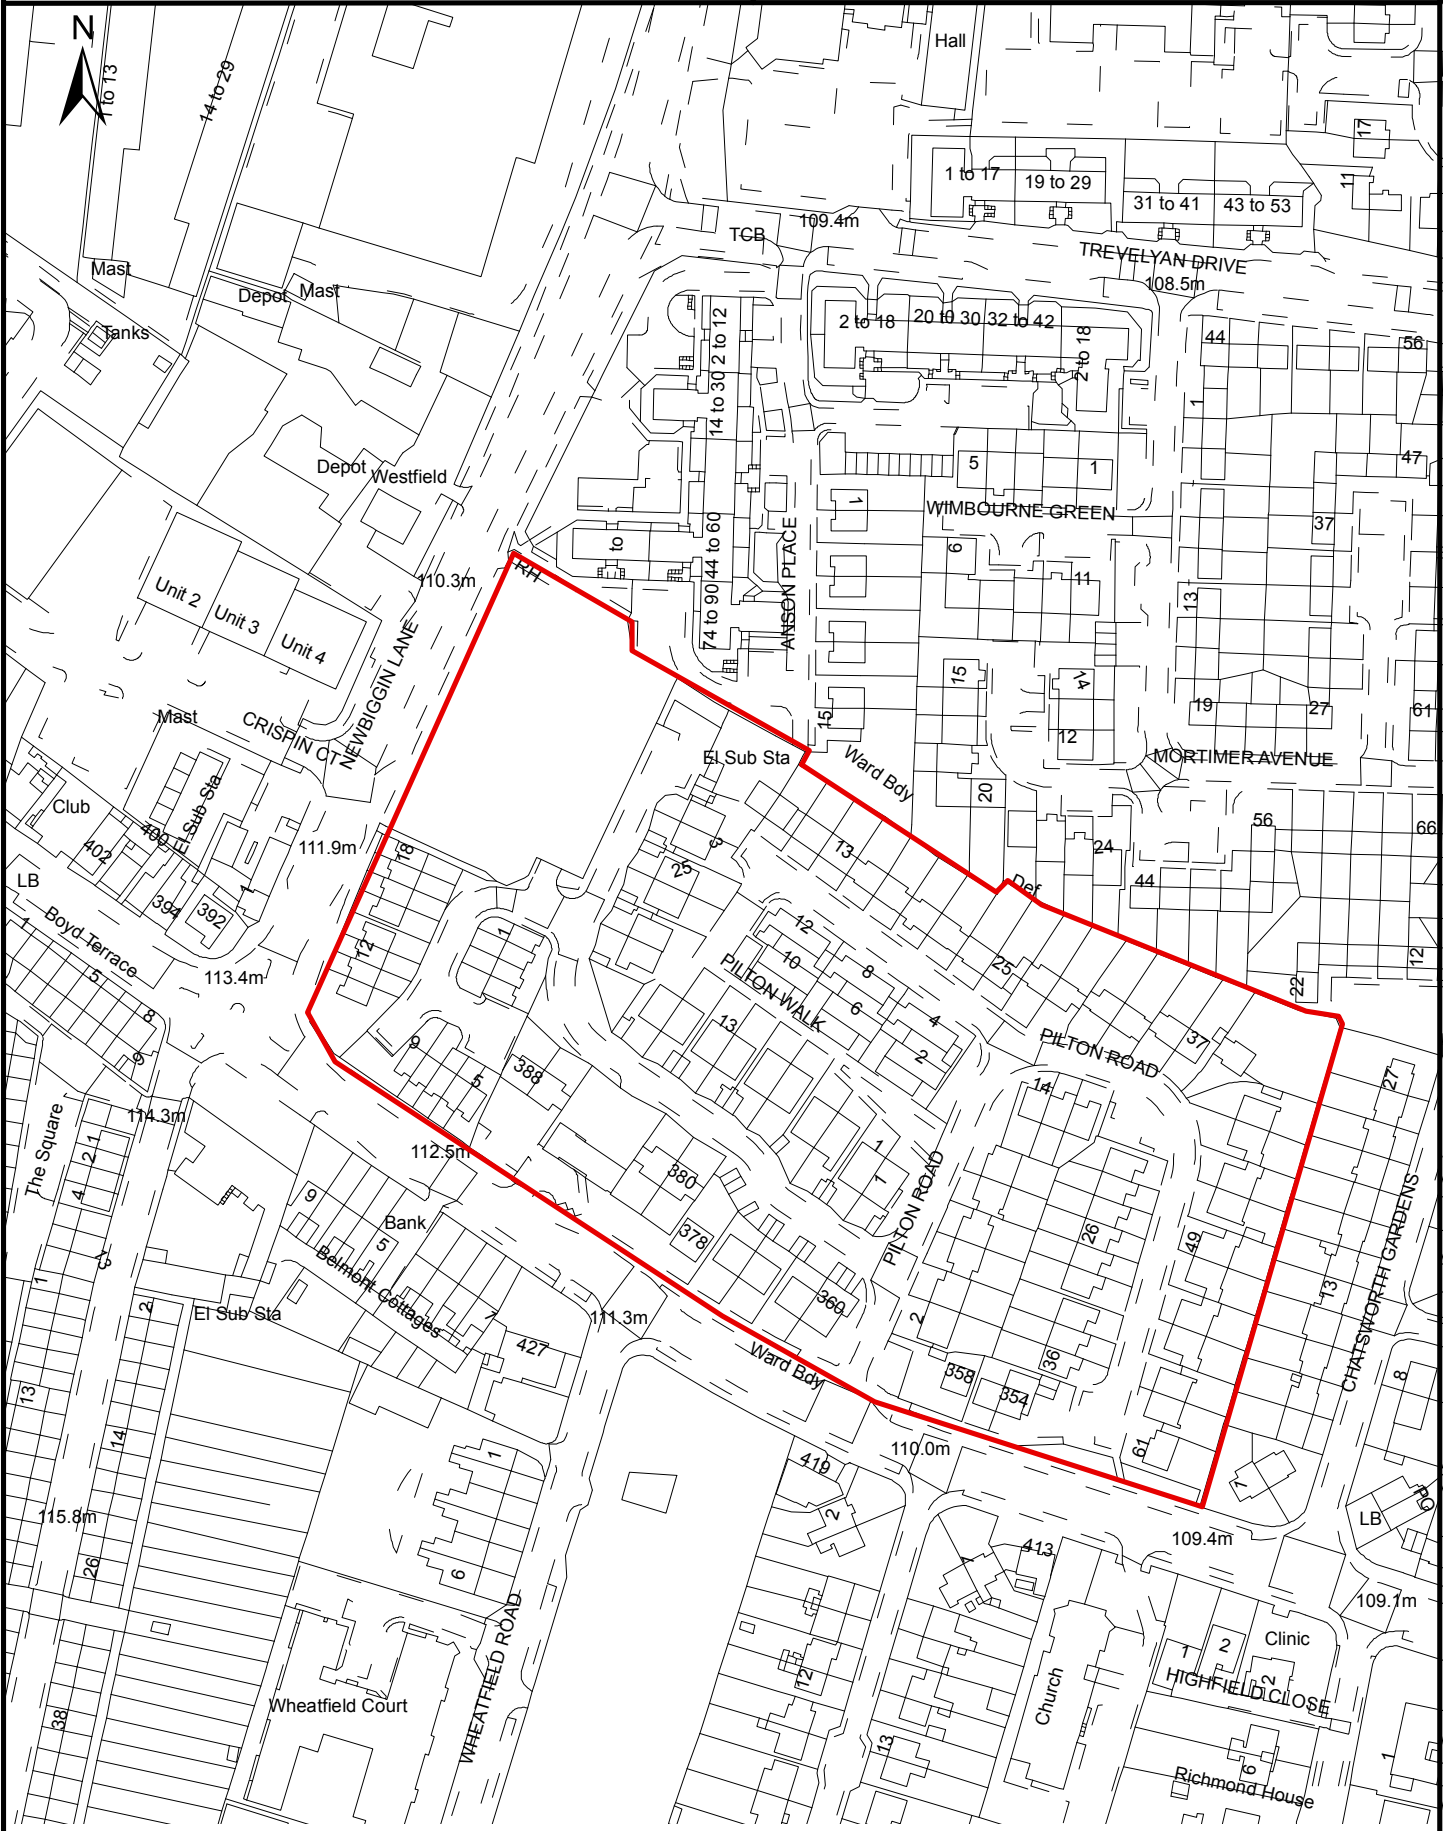 N
Hall
1 to 13
14 to 29
17
11
1 to 17
19 to 29
31 to 41
43 to 53
109.4m
TCB
TREVELYAN DRIVE
108.5m
Mast
Depot
Mast
Tanks
2 to 18
20 to 30
32 to 42
2 to 18
2 to 12
14 to 30
44
56
1
47
Depot
Westfield
5
1
1
WIMBOURNE GREEN
37
44 to 60
to
ANSON PLACE
6
11
13
RH
110.3m
Unit 2
Unit 3
Unit 4
74 to 90
NEWBIGGIN LANE
15
14
19
27
61
Mast
CRISPIN CT
15
12
El Sub Sta
Ward Bdy
MORTIMER AVENUE
20
Club
El Sub Sta
400
402
56
66
111.9m
18
13
3
25
24
Def
44
LB
394
392
1
Boyd Terrace
1
5
8
9
113.4m
12
1
12
10
8
6
4
2
PILTON WALK
25
22
12
13
37
PILTON ROAD
9
5
388
14
27
114.3m
The Square
1
2
4
112.5m
380
1
1
PILTON ROAD
26
49
CHATSWORTH GARDENS
9
Bank
5
378
13
Belmont Cottages
1
13
El Sub Sta
2
7
427
111.3m
360
2
Ward Bdy
358
354
36
8
13
14
1
110.0m
61
419
2
1
LB
PO
115.8m
26
6
109.4m
413
1
109.1m
WHEATFIELD ROAD
Clinic
1
2
2
HIGHFIELD CLOSE
12
Church
Wheatfield Court
38
13
6
1
Richmond House